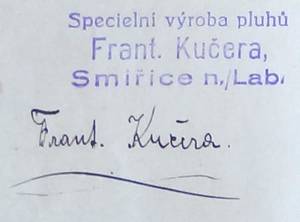 Specielní výroba pluhů
Frant. Kučera,
Smiřice n./Lab.
Frant. Kučera.